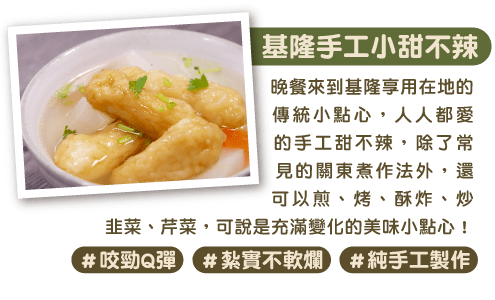 基隆手工小甜不辣
晚餐來到基隆享用在地的
傳統小點心，人人都愛
的手工甜不辣，除了常
見的關東煮作法外，還
可以煎、烤、酥炸、炒
韭菜、芹菜，可說是充滿變化的美味小點心！
#咬勁Q彈 #紮實不軟爛 #純手工製作